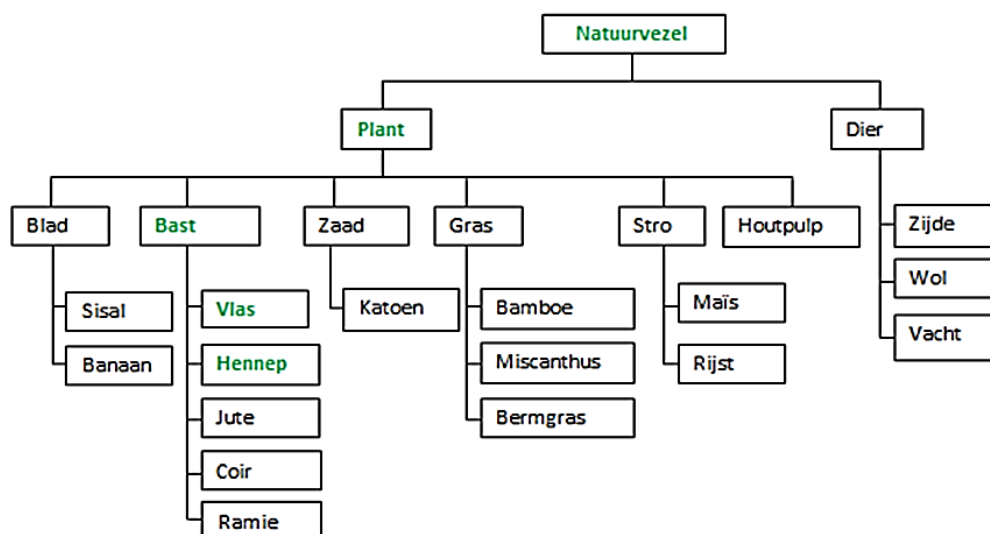 Natuurvezel
Plant
Dier
Blad
Bast
Zaad
Gras
Stro
Houtpulp
Sisal
Banaan
Vlas
Hennep
Jute
Coir
Ramie
Katoen
Bamboe
Miscanthus
Bermgras
Maïs
Rijst
Zijde
Wol
Vacht